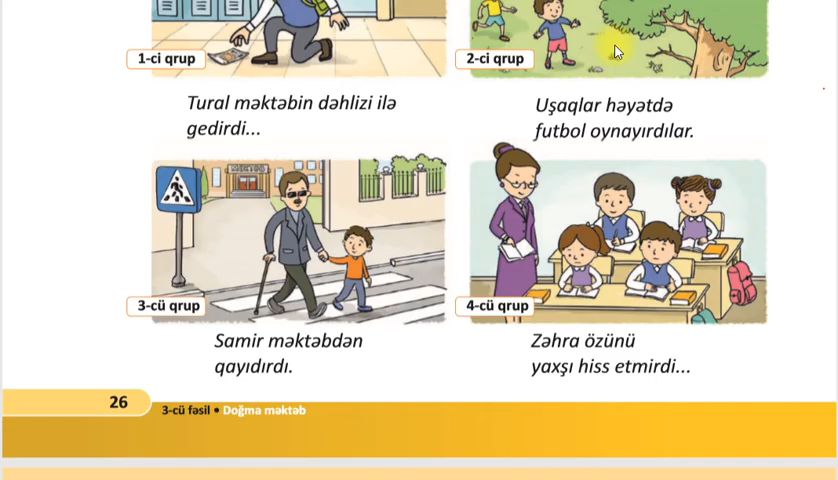 1-ci qrup
2-ci qrup
Tural məktəbin dəhlizi ilə
gedirdi...
Uşaqlar həyətdə
futbol oynayırdılar.
3-cü qrup
4-cü qrup
Samir məktəbdən
qayıdırdı.
Zəhra özünü
yaxşı hiss etmirdi...
26
3-cü fəsil • Doğma məktəb